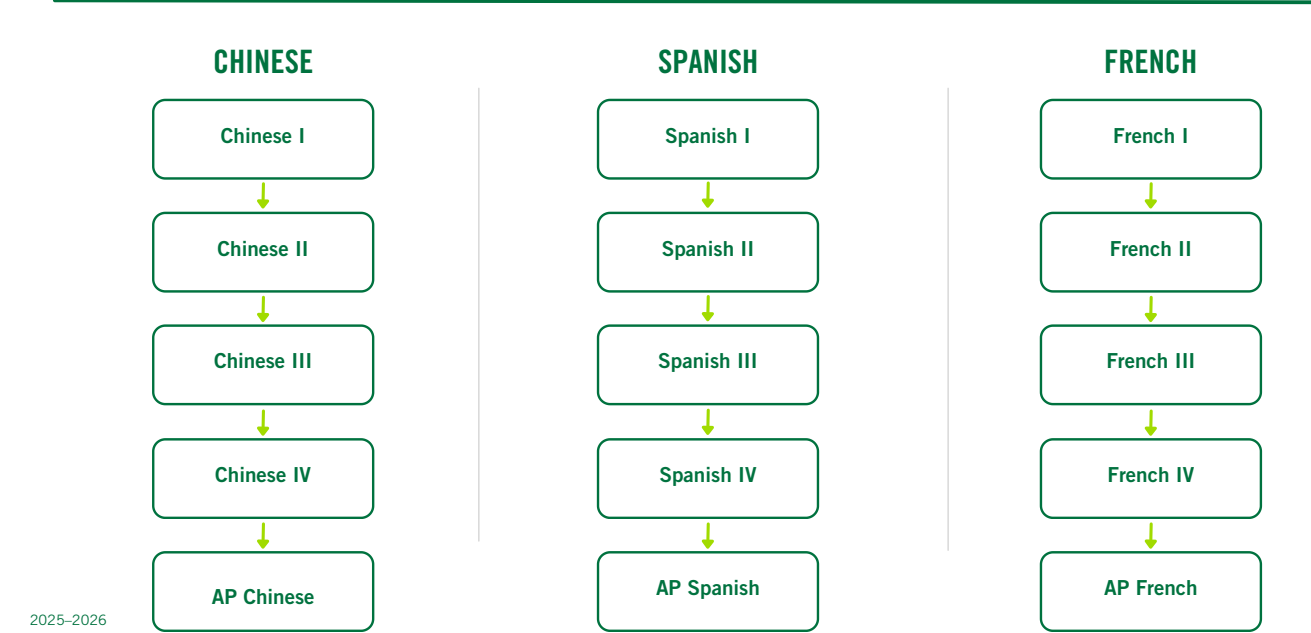 CHINESE
Chinese I
Chinese II
Chinese III
Chinese IV
AP Chinese
SPANISH
Spanish I
Spanish II
Spanish III
Spanish IV
AP Spanish
FRENCH
French I
French II
French III
French IV
AP French
2025–2026